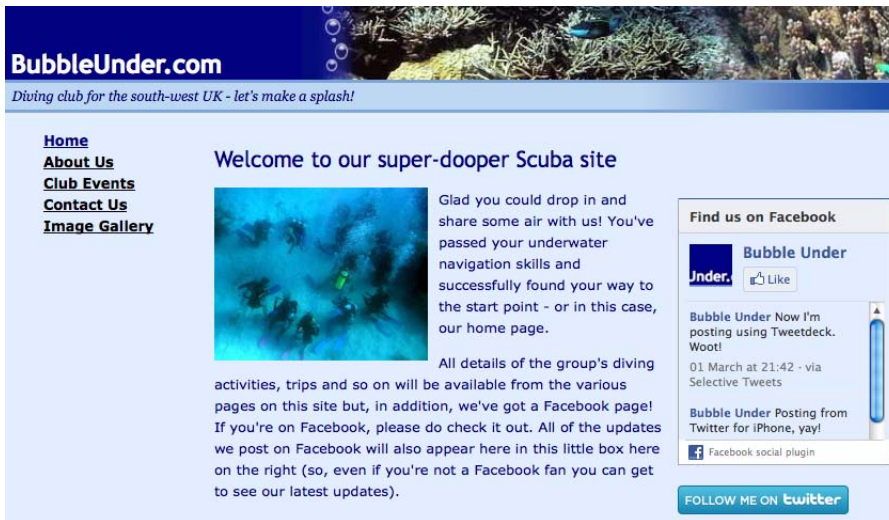 BubbleUnder.com
Diving club for the south-west UK - let's make a splash!
Home
About Us
Club Events
Contact Us
Image Gallery
Welcome to our super-dooper Scuba site
Glad you could drop in and
share some air with us! You've
passed your underwater
navigation skills and
successfully found your way to
the start point - or in this case,
our home page.
All details of the group's diving
activities, trips and so on will be available from the various
pages on this site but, in addition, we've got a Facebook page!
If you're on Facebook, please do check it out. All of the updates
we post on Facebook will also appear here in this little box here
on the right (so, even if you're not a Facebook fan you can get
to see our latest updates).
Find us on Facebook
Under.
Bubble Under
Like
Bubble Under Now I'm
posting using Tweetdeck.
Woot!
01 March at 21:42 · via
Selective Tweets
Bubble Under Posting from
Twitter for iPhone, yay!
Facebook social plugin
FOLLOW ME ON twitter